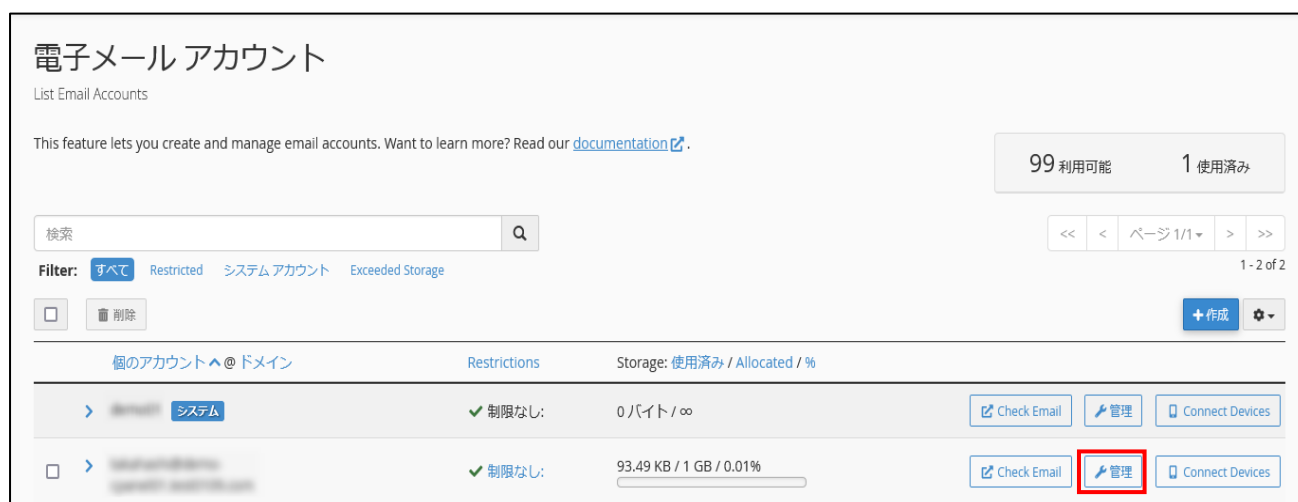 電子メール アカウント
List Email Accounts
This feature lets you create and manage email accounts. Want to learn more? Read our documentation .
99 利用可能 1 使用済み
検索
<< < ページ 1/1 > >>
Filter: すべて Restricted システム アカウント Exceeded Storage
1 - 2 of 2
削除
+作成
個のアカウント @ ドメイン Restrictions Storage: 使用済み / Allocated / %
システム 制限なし: 0 バイト / ∞ Check Email 管理 Connect Devices
制限なし: 93.49 KB / 1 GB / 0.01% Check Email 管理 Connect Devices